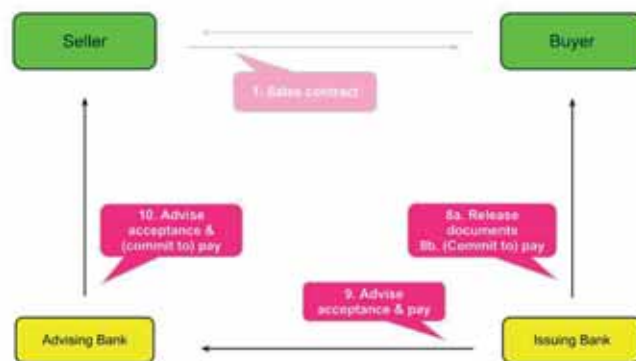 Seller
Buyer
1. Sales contract
10. Advise
acceptance &
(commit to) pay
8a. Release
documents
8b. (Commit to) pay
9. Advise
acceptance & pay
Advising Bank
Issuing Bank